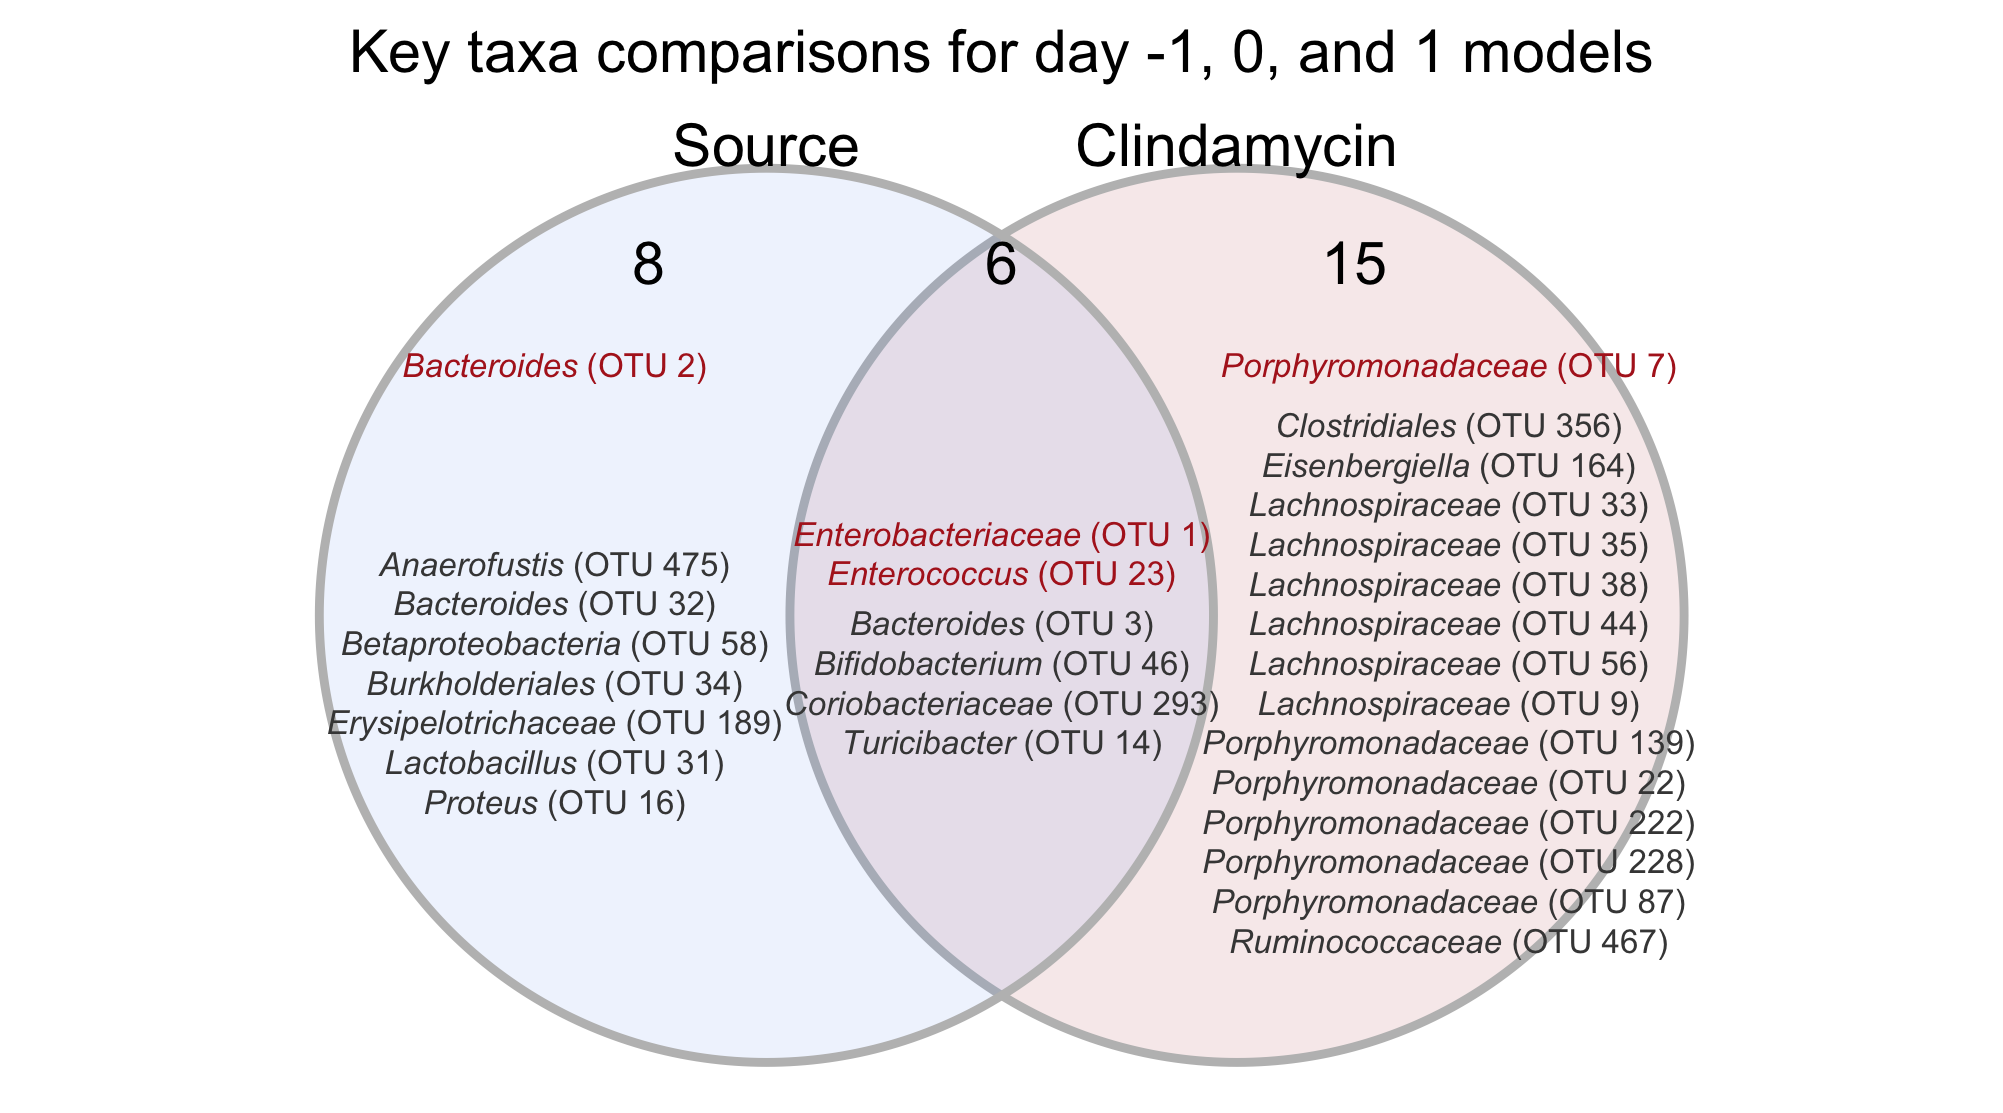 Key taxa comparisons for day -1, 0, and 1 models
Source
Clindamycin
8
6
15
Bacteroides (OTU 2)
Anaerofustis (OTU 475)
Bacteroides (OTU 32)
Betaproteobacteria (OTU 58)
Burkholderiales (OTU 34)
Erysipelotrichaceae (OTU 189)
Lactobacillus (OTU 31)
Proteus (OTU 16)
Enterobacteriaceae (OTU 1)
Enterococcus (OTU 23)
Bacteroides (OTU 3)
Bifidobacterium (OTU 46)
Coriobacteriaceae (OTU 293)
Turicibacter (OTU 14)
Porphyromonadaceae (OTU 7)
Clostridiales (OTU 356)
Eisenbergiella (OTU 164)
Lachnospiraceae (OTU 33)
Lachnospiraceae (OTU 35)
Lachnospiraceae (OTU 38)
Lachnospiraceae (OTU 44)
Lachnospiraceae (OTU 56)
Lachnospiraceae (OTU 9)
Porphyromonadaceae (OTU 139)
Porphyromonadaceae (OTU 22)
Porphyromonadaceae (OTU 222)
Porphyromonadaceae (OTU 228)
Porphyromonadaceae (OTU 87)
Ruminococcaceae (OTU 467)